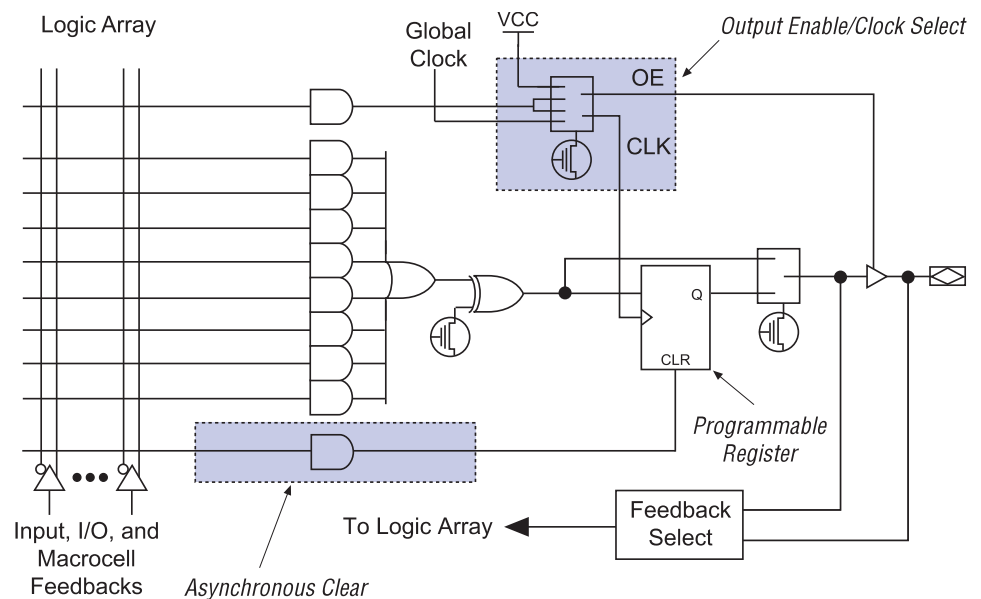 Logic Array
Global
Clock
VCC
Output Enable/Clock Select
OE
CLK
Q
CLR
Programmable
Register
Input, I/O, and
Macrocell
Feedbacks
Asynchronous Clear
To Logic Array
Feedback
Select